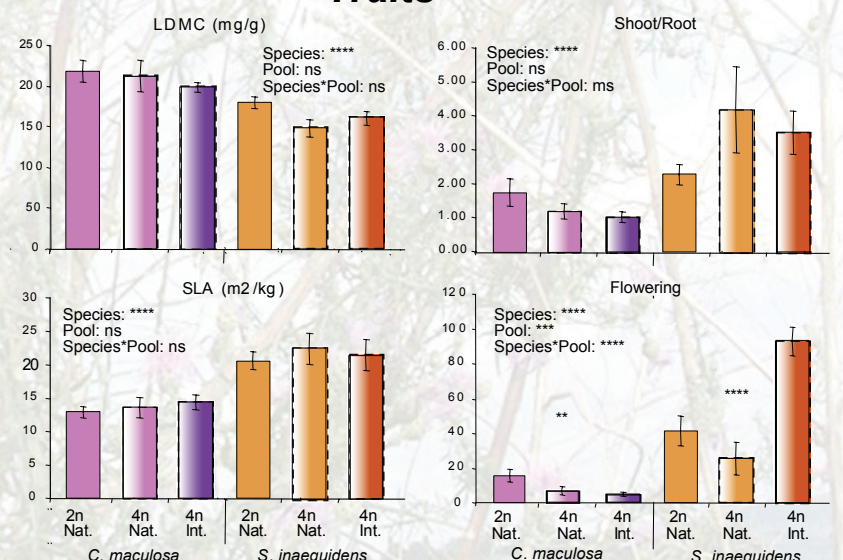 Traits
LDMC (mg/g)
250
200
150
100
50
0
Species: ****
Pool: ns
Species*Pool: ns
Shoot/Root
6.00
5.00
4.00
3.00
2.00
1.00
0.00
Species: ****
Pool: ns
Species*Pool: ms
SLA (m2/kg)
30
25
20
15
10
5
0
Species: ****
Pool: ns
Species*Pool: ns
2n 4n 4n 2n 4n 4n
Nat. Nat. Int. Nat. Nat. Int.
C. maculosa S. inaequidens
Flowering
120
100
80
60
40
20
0
Species: ****
Pool: ***
Species*Pool: ****
**
****
2n 4n 4n 2n 4n 4n
Nat. Nat. Int. Nat. Nat. Int.
C. maculosa S. inaequidens